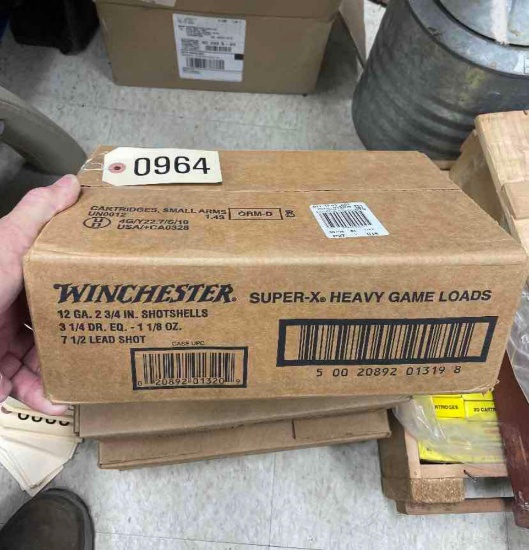 0964
CARTRIDGES, SMALL ARMS
UN0012 1.4S ORM-D
4G/Y22.7/S/10
USA/+CA0328
WINCHESTER® SUPER-X® HEAVY GAME LOADS
12 GA. 2 3/4 IN. SHOTSHELLS
3 1/4 DR. EQ. - 1 1/8 OZ.
7 1/2 LEAD SHOT
CASE UPC
0 20892 01320 9
5 00 20892 01319 8